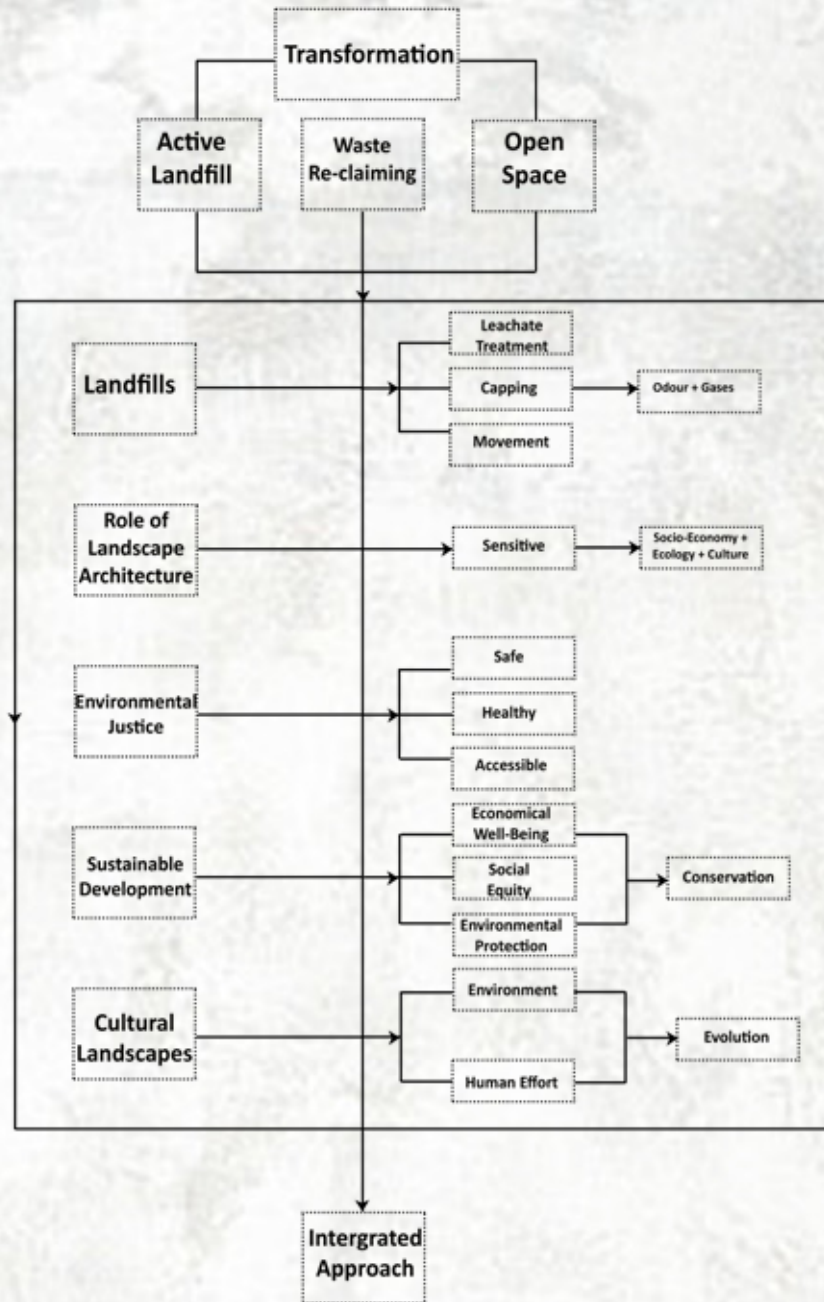 Transformation
Active
Landfill
Waste
Re-claiming
Open
Space
Landfills
Leachate
Treatment
Capping
Movement
Odour + Gases
Role of
Landscape
Architecture
Sensitive
Socio-Economy +
Ecology + Culture
Environmental
Justice
Safe
Healthy
Accessible
Sustainable
Development
Economical
Well-Being
Social
Equity
Environmental
Protection
Conservation
Cultural
Landscapes
Environment
Human Effort
Evolution
Intergrated
Approach